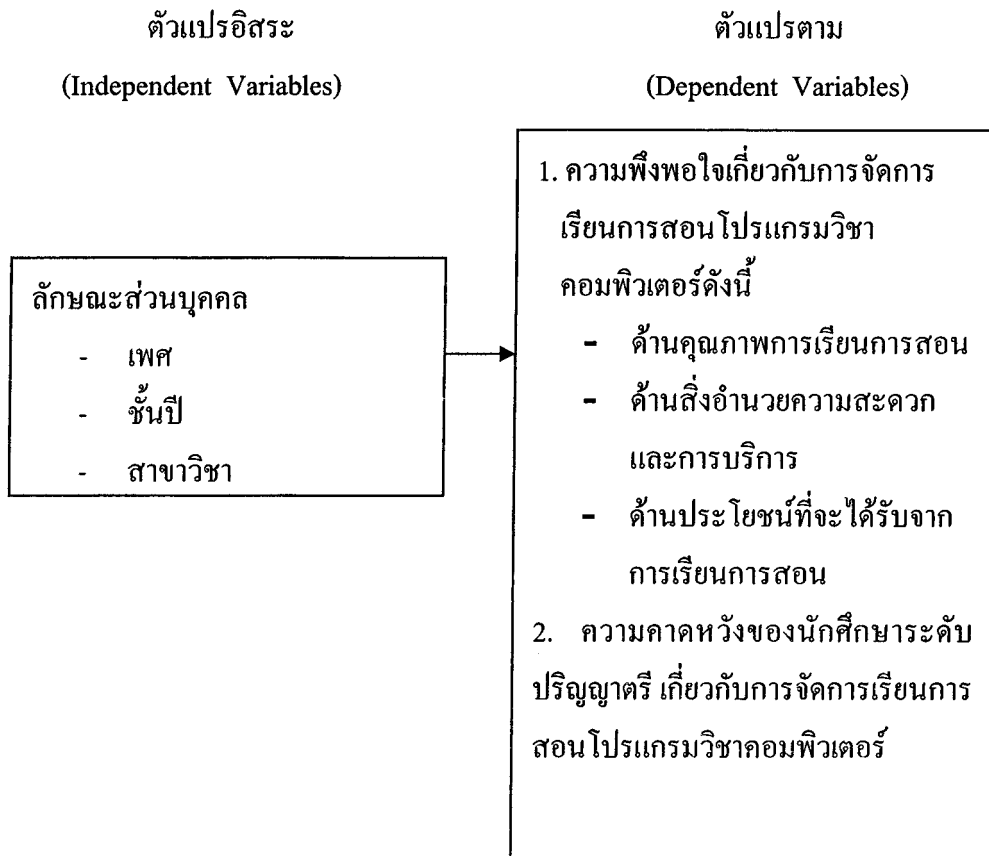 ตัวแปรอิสระ
(Independent Variables)
ตัวแปรตาม
(Dependent Variables)
ลักษณะส่วนบุคคล
- เพศ
- ชั้นปี
- สาขาวิชา
1. ความพึงพอใจเกี่ยวกับการจัดการ
เรียนการสอนโปรแกรมวิชา
คอมพิวเตอร์ดังนี้
- ด้านคุณภาพการเรียนการสอน
- ด้านสิ่งอำนวยความสะดวก
และการบริการ
- ด้านประโยชน์ที่จะได้รับจาก
การเรียนการสอน
2. ความคาดหวังของนักศึกษาระดับ
ปริญญาตรี เกี่ยวกับการจัดการเรียนการ
สอนโปรแกรมวิชาคอมพิวเตอร์